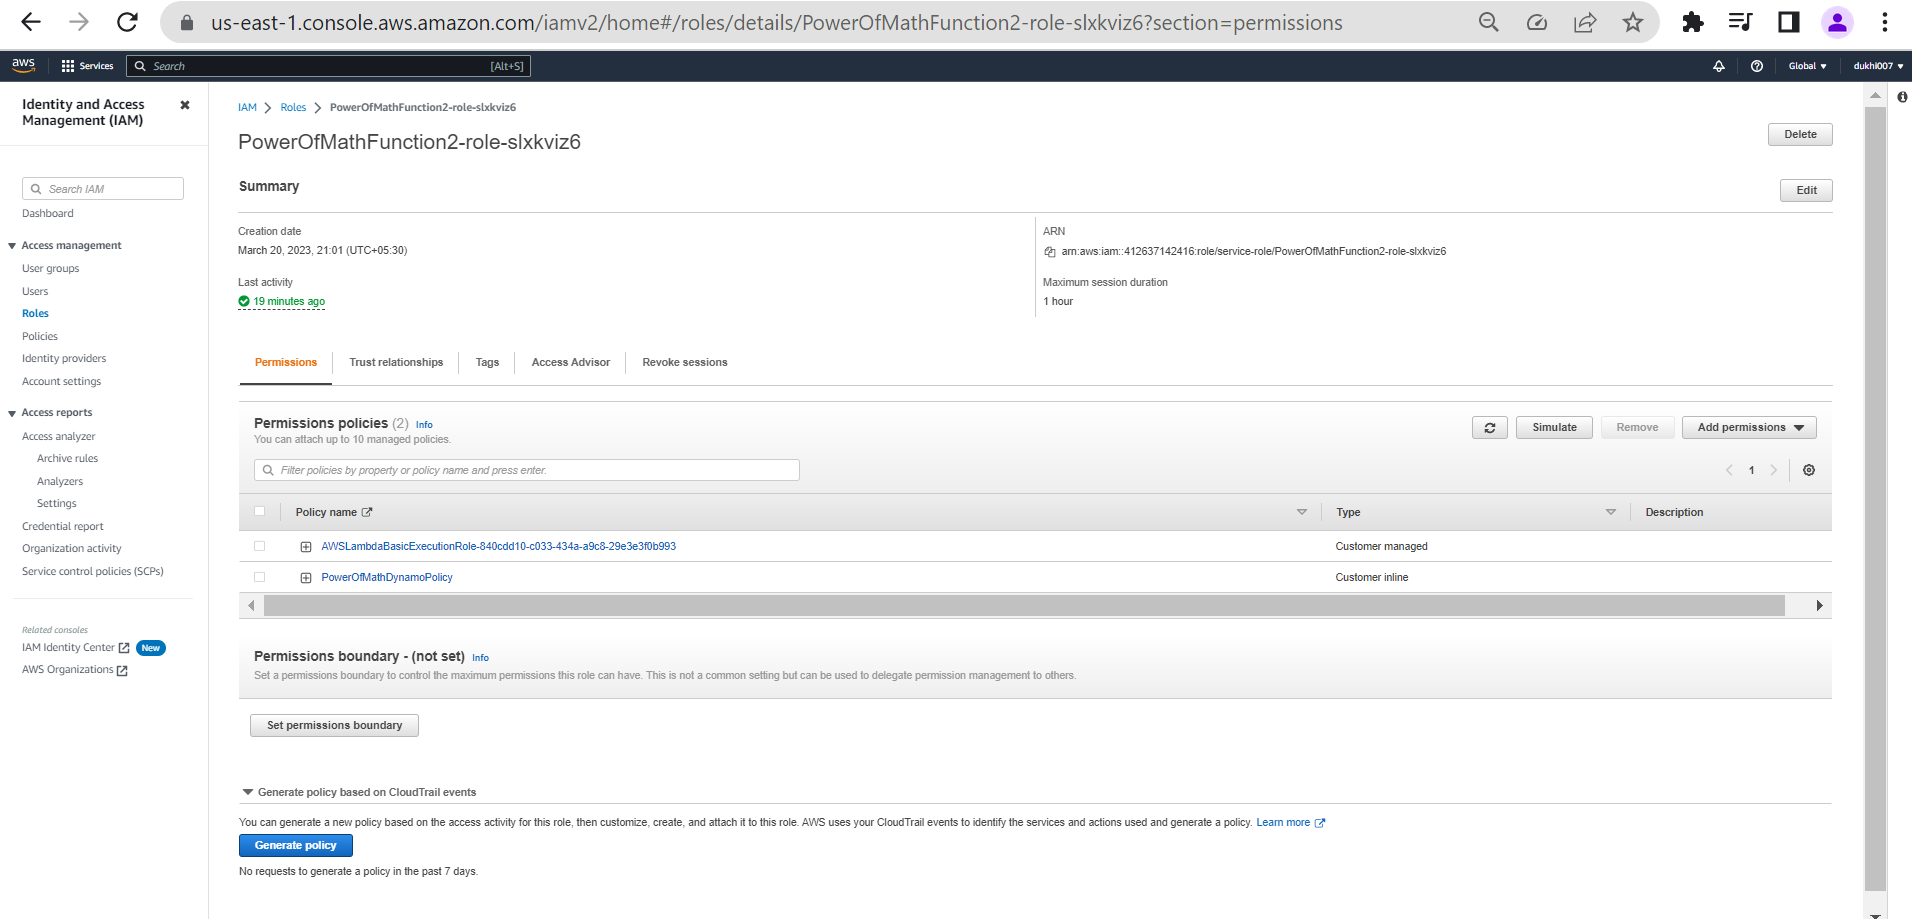 us-east-1.console.aws.amazon.com/iamv2/home#/roles/details/PowerOfMathFunction2-role-slxkviz6?section=permissions
aws Services Search [Alt+S] Global dukhi007
Identity and Access Management (IAM)
Search IAM
Dashboard
Access management
User groups
Users
Roles
Policies
Identity providers
Account settings
Access reports
Access analyzer
Archive rules
Analyzers
Settings
Credential report
Organization activity
Service control policies (SCPs)
Related consoles
IAM Identity Center New
AWS Organizations
IAM > Roles > PowerOfMathFunction2-role-slxkviz6
PowerOfMathFunction2-role-slxkviz6
Delete
Summary
Edit
Creation date
March 20, 2023, 21:01 (UTC+05:30)
Last activity
19 minutes ago
ARN
arn:aws:iam::412637142416:role/service-role/PowerOfMathFunction2-role-slxkviz6
Maximum session duration
1 hour
Permissions Trust relationships Tags Access Advisor Revoke sessions
Permissions policies (2) Info
You can attach up to 10 managed policies.
Simulate Remove Add permissions
Filter policies by property or policy name and press enter.
1
Policy name Type Description
AWSLambdaBasicExecutionRole-840cdd10-c033-434a-a9c8-29e3e3f0b993 Customer managed
PowerOfMathDynamoPolicy Customer inline
Permissions boundary - (not set) Info
Set a permissions boundary to control the maximum permissions this role can have. This is not a common setting but can be used to delegate permission management to others.
Set permissions boundary
Generate policy based on CloudTrail events
You can generate a new policy based on the access activity for this role, then customize, create, and attach it to this role. AWS uses your CloudTrail events to identify the services and actions used and generate a policy. Learn more
Generate policy
No requests to generate a policy in the past 7 days.